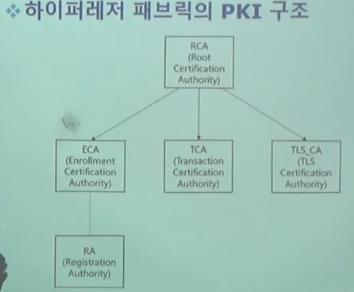 ❖하이퍼레저 패브릭의 PKI 구조
RCA
(Root
Certification
Authority)
ECA
(Enrollment
Certification
Authority)
TCA
(Transaction
Certification
Authority)
TLS_CA
(TLS
Certification
Authority)
RA
(Registration
Authority)